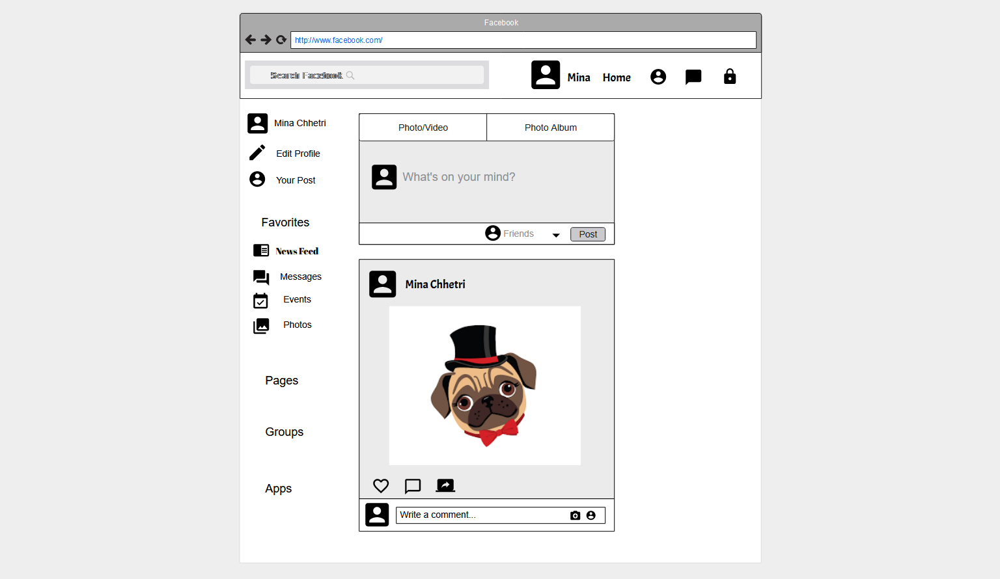 Facebook
http://www.facebook.com/
Search Facebook
Mina Home
Mina Chhetri
Edit Profile
Your Post
Favorites
News Feed
Messages
Events
Photos
Pages
Groups
Apps
Photo/Video Photo Album
What's on your mind?
Friends Post
Mina Chhetri
Write a comment...